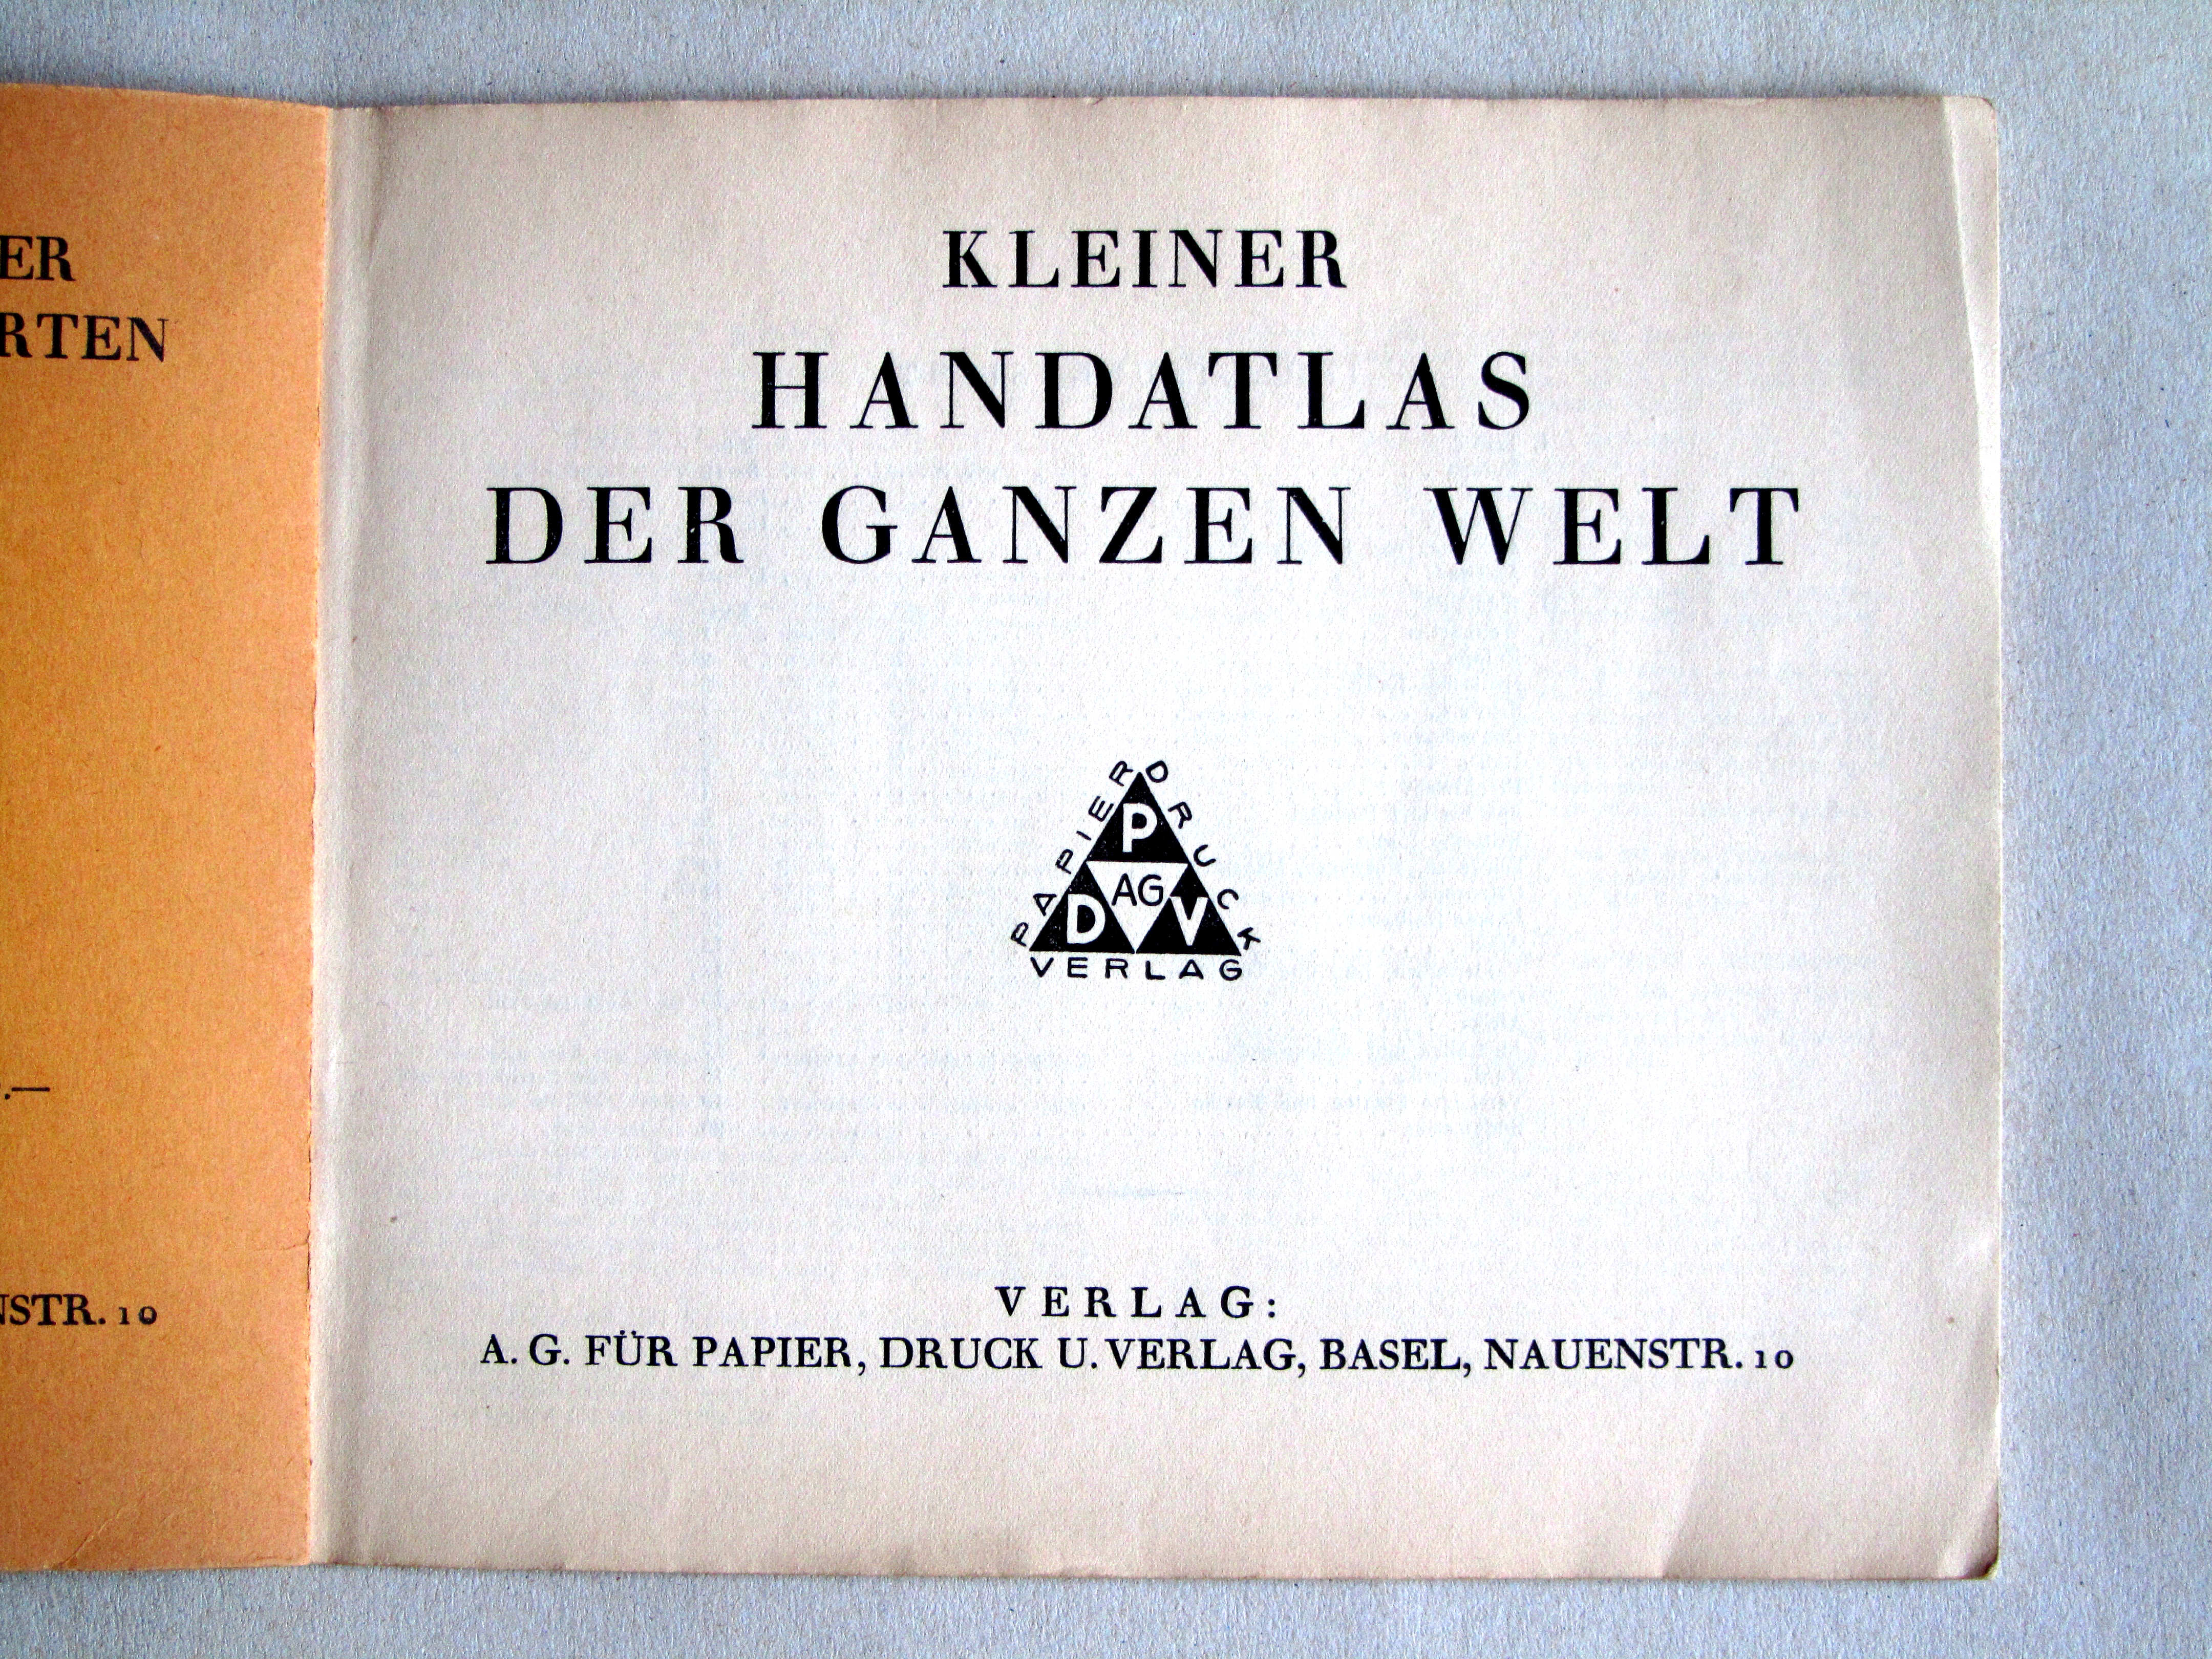 ER
RTEN
.—
NSTR. 10
KLEINER
HANDATLAS
DER GANZEN WELT
PAPIER DRUCK
P
AG
D V
VERLAG
VERLAG:
A. G. FÜR PAPIER, DRUCK U. VERLAG, BASEL, NAUENSTR. 10